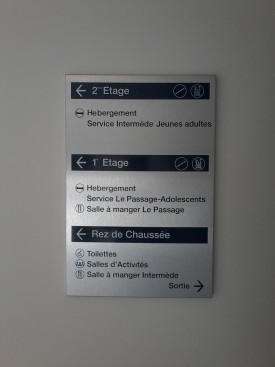 2ème Etage
Hebergement
Service Intermède Jeunes adultes
1er Etage
Hebergement
Service Le Passage-Adolescents
Salle à manger Le Passage
Rez de Chaussée
Toilettes
Salles d'Activités
Salle à manger Intermède
Sortie